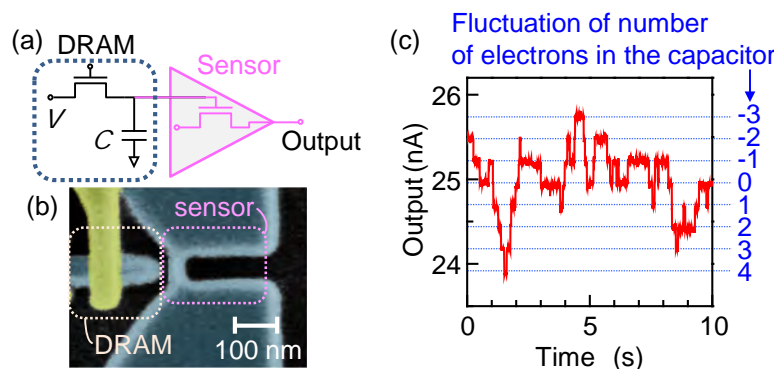 (a)
DRAM
Sensor
V
C
Output
(b)
sensor
DRAM
100 nm
(c)
Fluctuation of number
of electrons in the capacitor
Output (nA)
26
25
24
-3
-2
-1
0
1
2
3
4
0
5
10
Time (s)